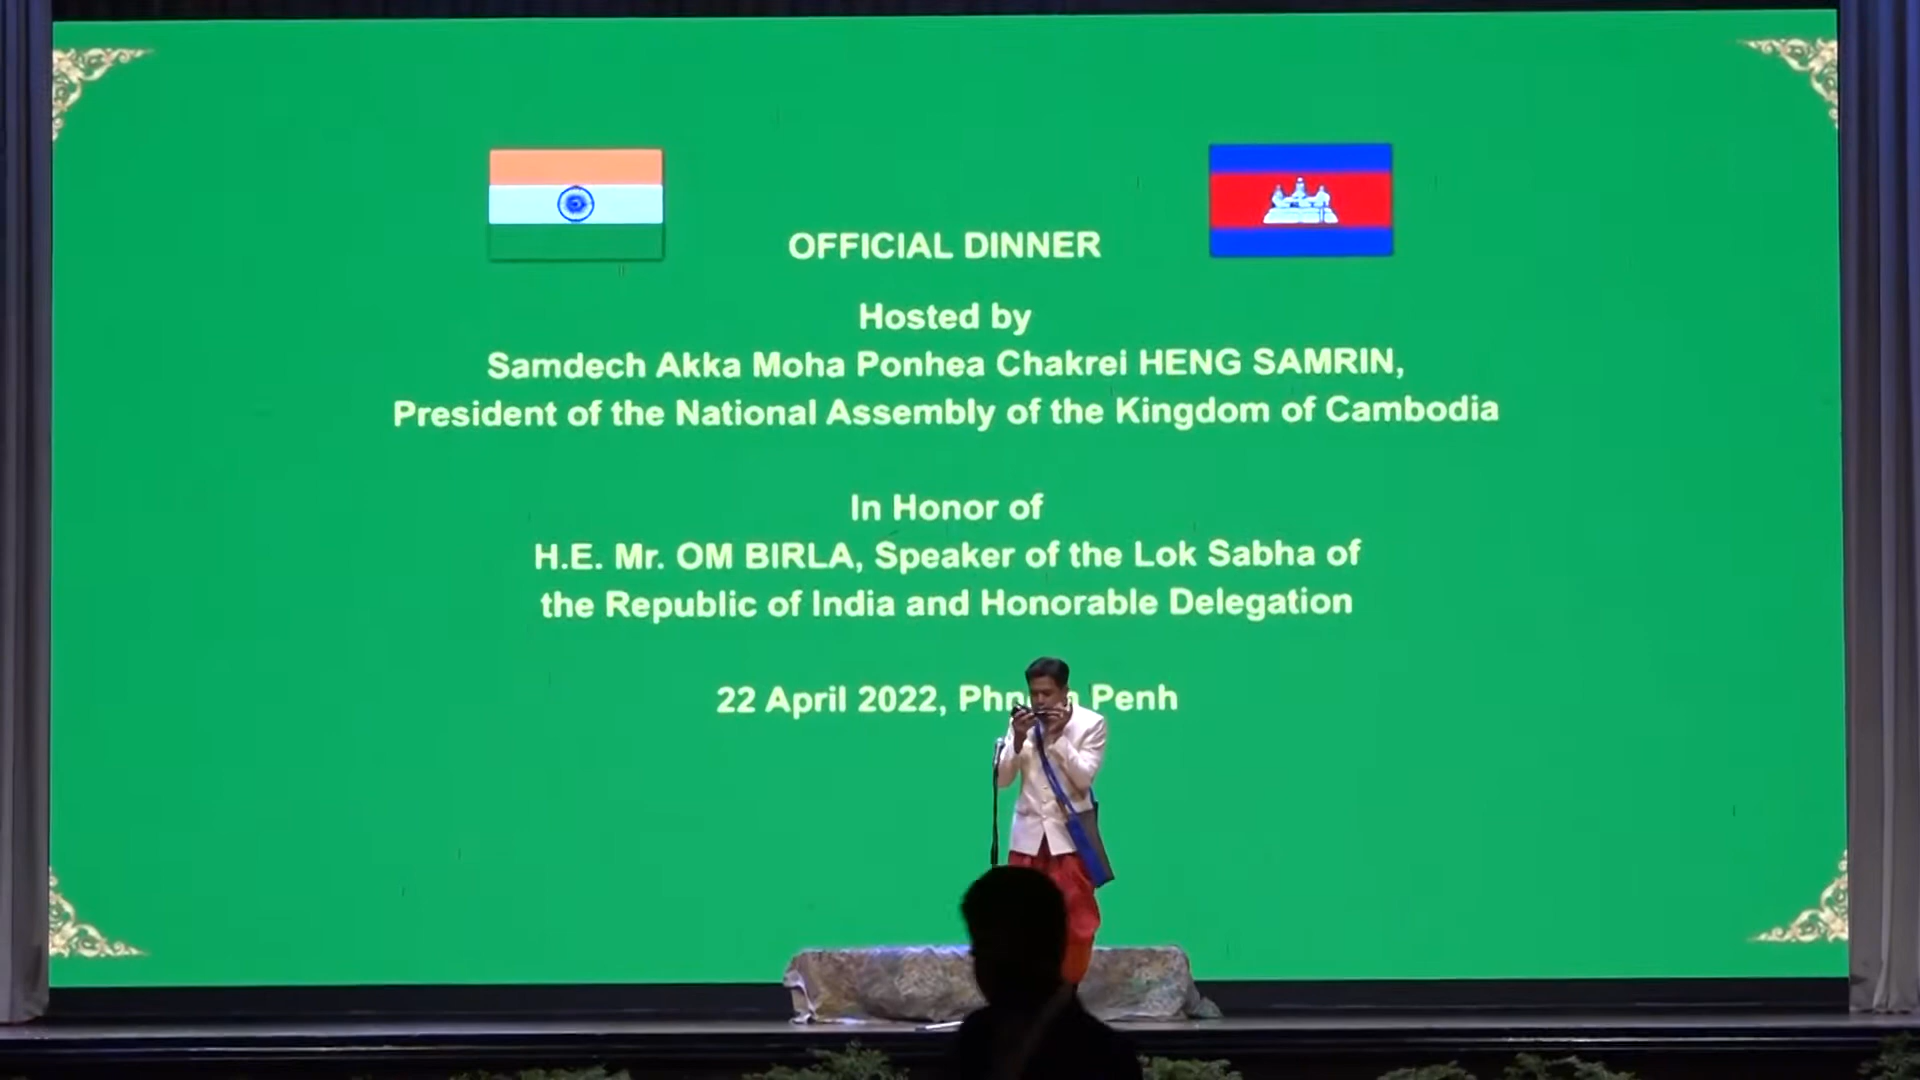 OFFICIAL DINNER
Hosted by
Samdech Akka Moha Ponhea Chakrei HENG SAMRIN,
President of the National Assembly of the Kingdom of Cambodia
In Honor of
H.E. Mr. OM BIRLA, Speaker of the Lok Sabha of
the Republic of India and Honorable Delegation
22 April 2022, Phnom Penh